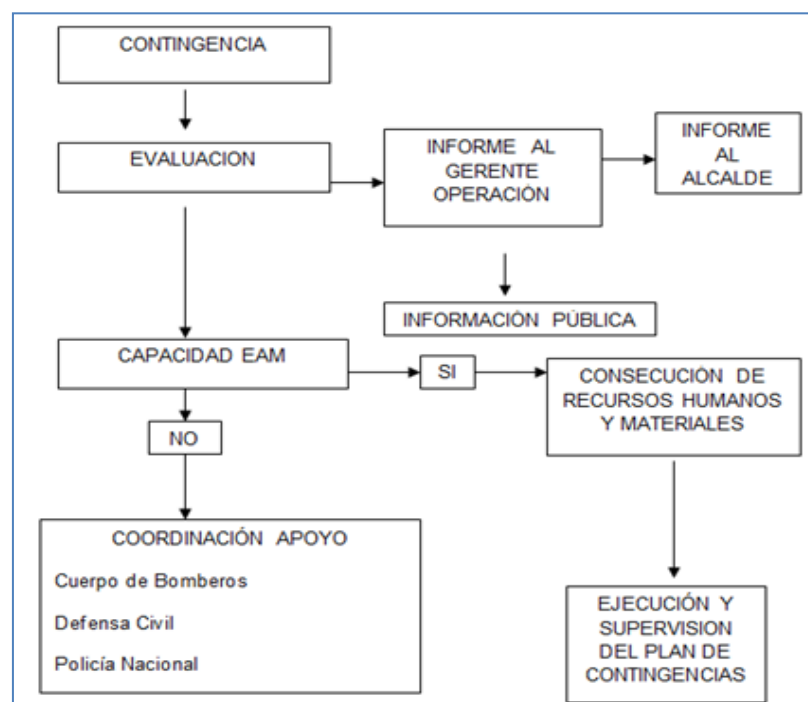 CONTINGENCIA
EVALUACION
INFORME AL
GERENTE
OPERACIÓN
INFORME
AL
ALCALDE
INFORMACIÓN PÚBLICA
CAPACIDAD EAM
SI
CONSECUCIÓN DE
RECURSOS HUMANOS
Y MATERIALES
NO
COORDINACIÓN APOYO
Cuerpo de Bomberos
Defensa Civil
Policía Nacional
EJECUCIÓN Y
SUPERVISION
DEL PLAN DE
CONTINGENCIAS